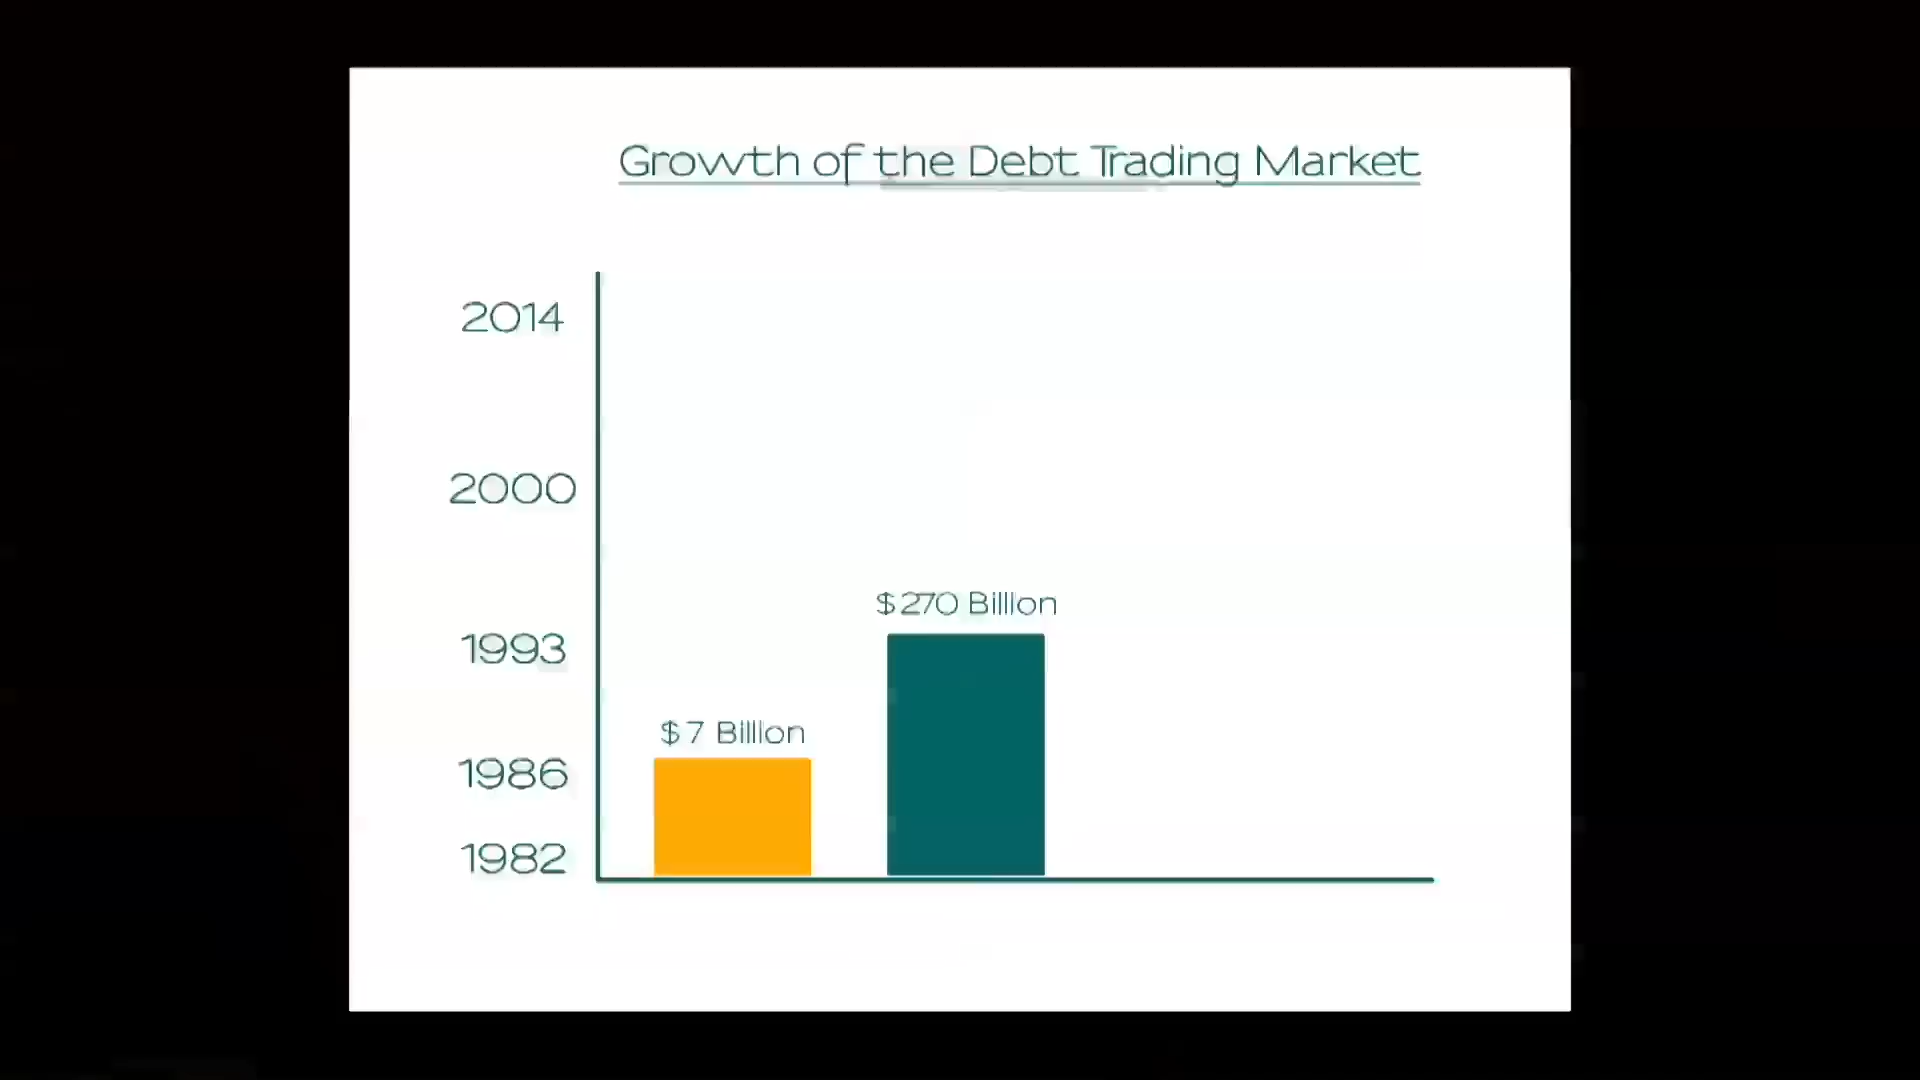 Growth of the Debt Trading Market
2014
2000
$270 Billion
1993
$7 Billion
1986
1982